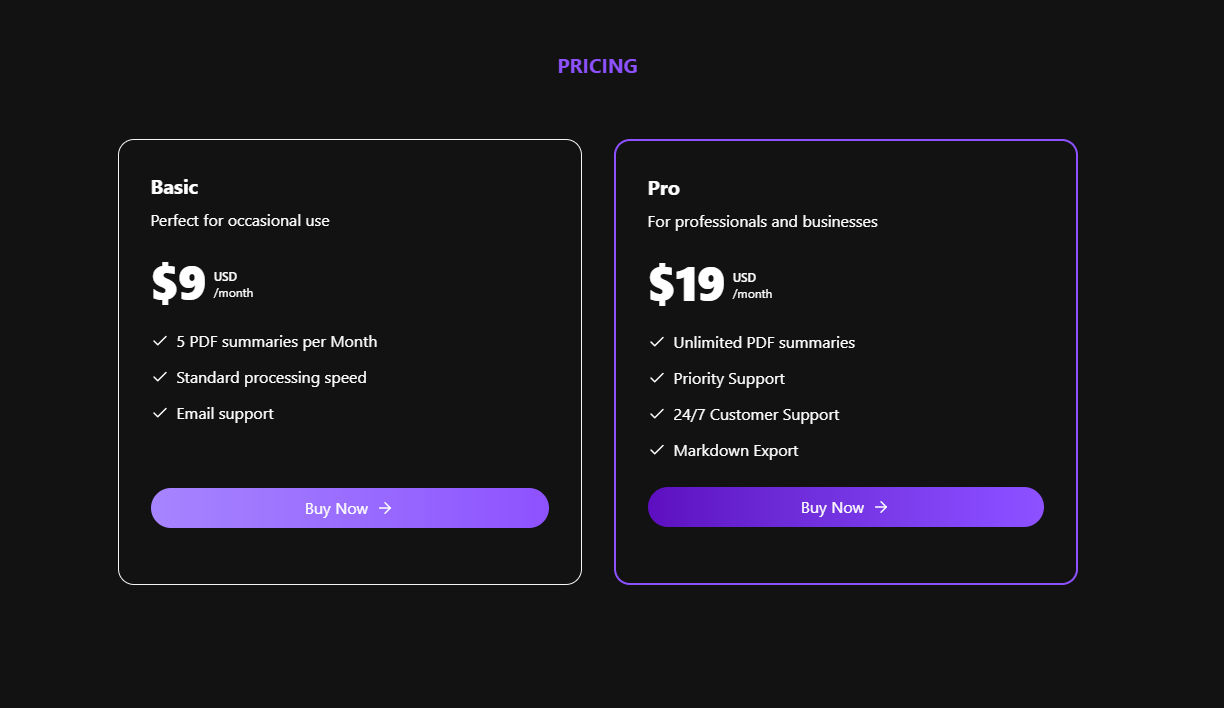 PRICING
Basic
Perfect for occasional use
$9 USD
/month
5 PDF summaries per Month
Standard processing speed
Email support
Buy Now
Pro
For professionals and businesses
$19 USD
/month
Unlimited PDF summaries
Priority Support
24/7 Customer Support
Markdown Export
Buy Now